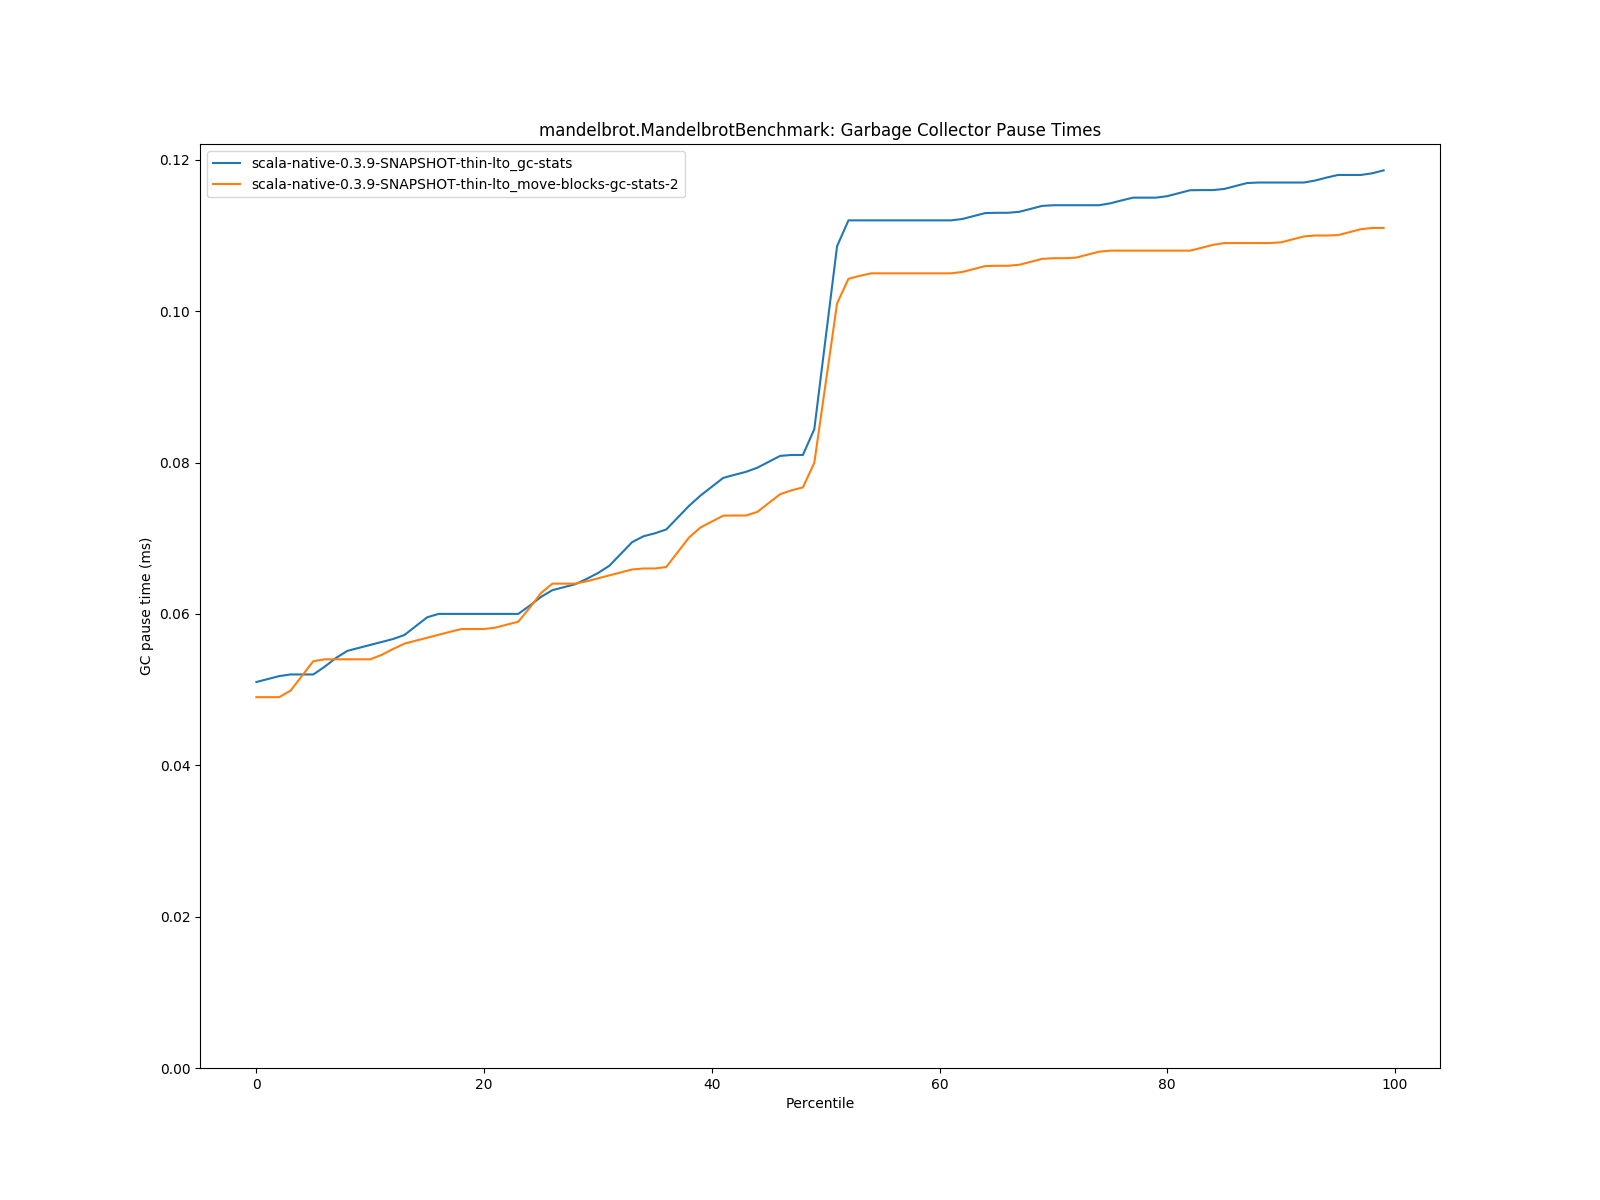 mandelbrot.MandelbrotBenchmark: Garbage Collector Pause Times
scala-native-0.3.9-SNAPSHOT-thin-lto_gc-stats
scala-native-0.3.9-SNAPSHOT-thin-lto_move-blocks-gc-stats-2
0.12
0.10
0.08
0.06
0.04
0.02
0.00
GC pause time (ms)
0 20 40 60 80 100
Percentile